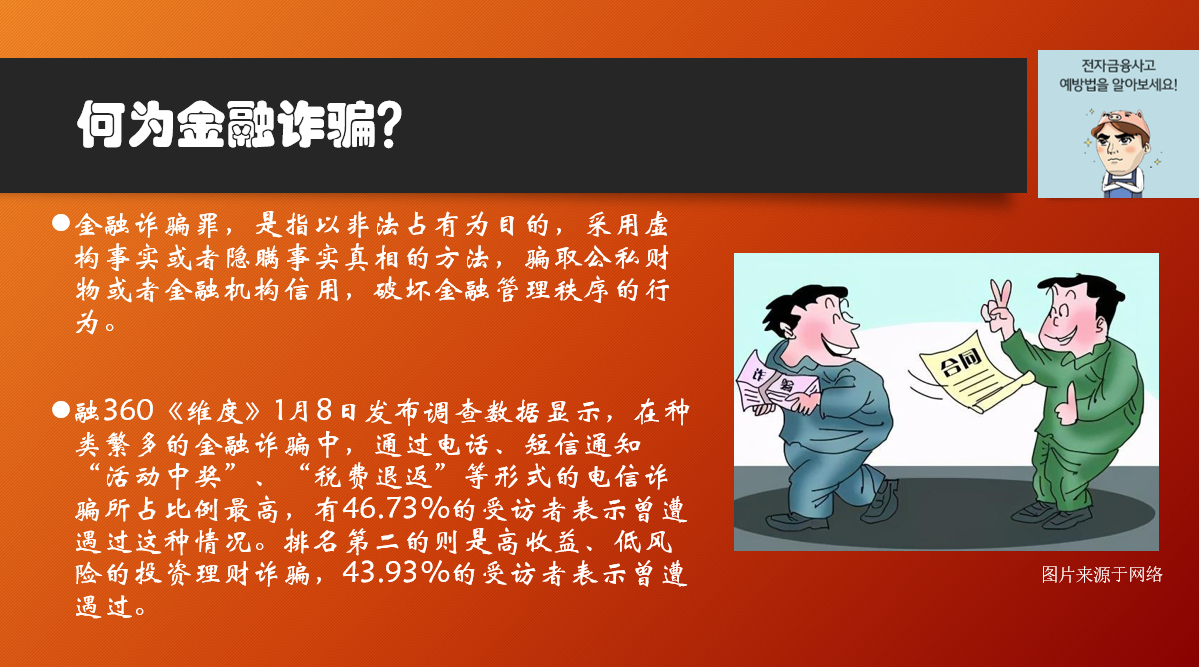 何为金融诈骗?
전자금융사고
예방법을 알아보세요!
●金融诈骗罪，是指以非法占有为目的，采用虚
构事实或者隐瞒事实真相的方法，骗取公私财
物或者金融机构信用，破坏金融管理秩序的行
为。
●融360《维度》1月8日发布调查数据显示，在种
类繁多的金融诈骗中，通过电话、短信通知
“活动中奖”、“税费退返”等形式的电信诈
骗所占比例最高，有46.73%的受访者表示曾遭
遇过这种情况。排名第二的则是高收益、低风
险的投资理财诈骗，43.93%的受访者表示曾遭
遇过。
诈骗
合同
图片来源于网络